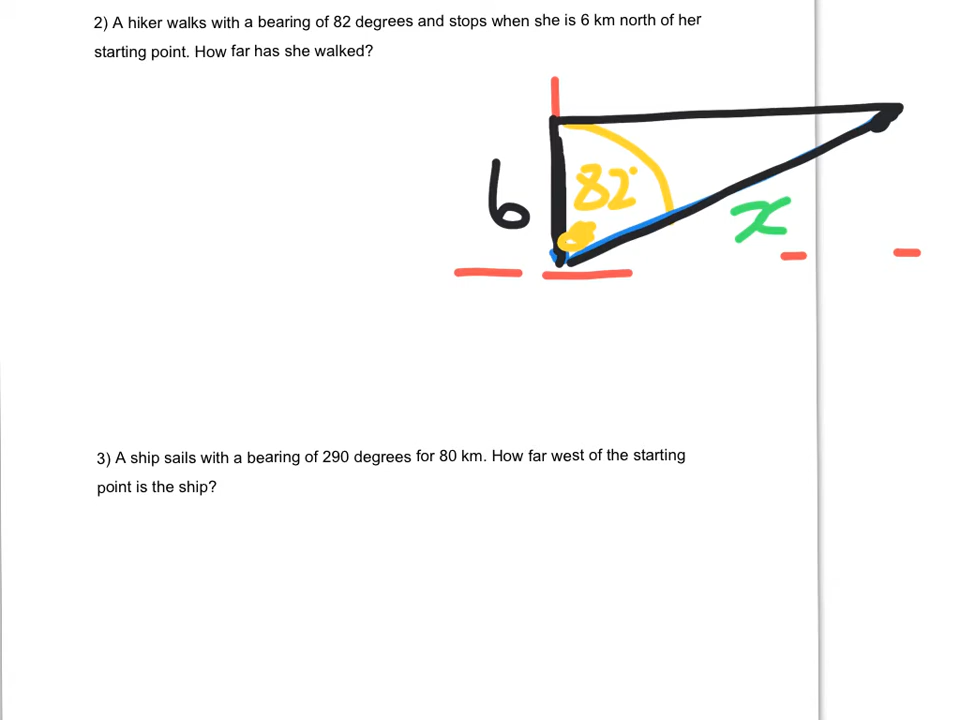 2) A hiker walks with a bearing of 82 degrees and stops when she is 6 km north of her
starting point. How far has she walked?
6
82°
x
3) A ship sails with a bearing of 290 degrees for 80 km. How far west of the starting
point is the ship?